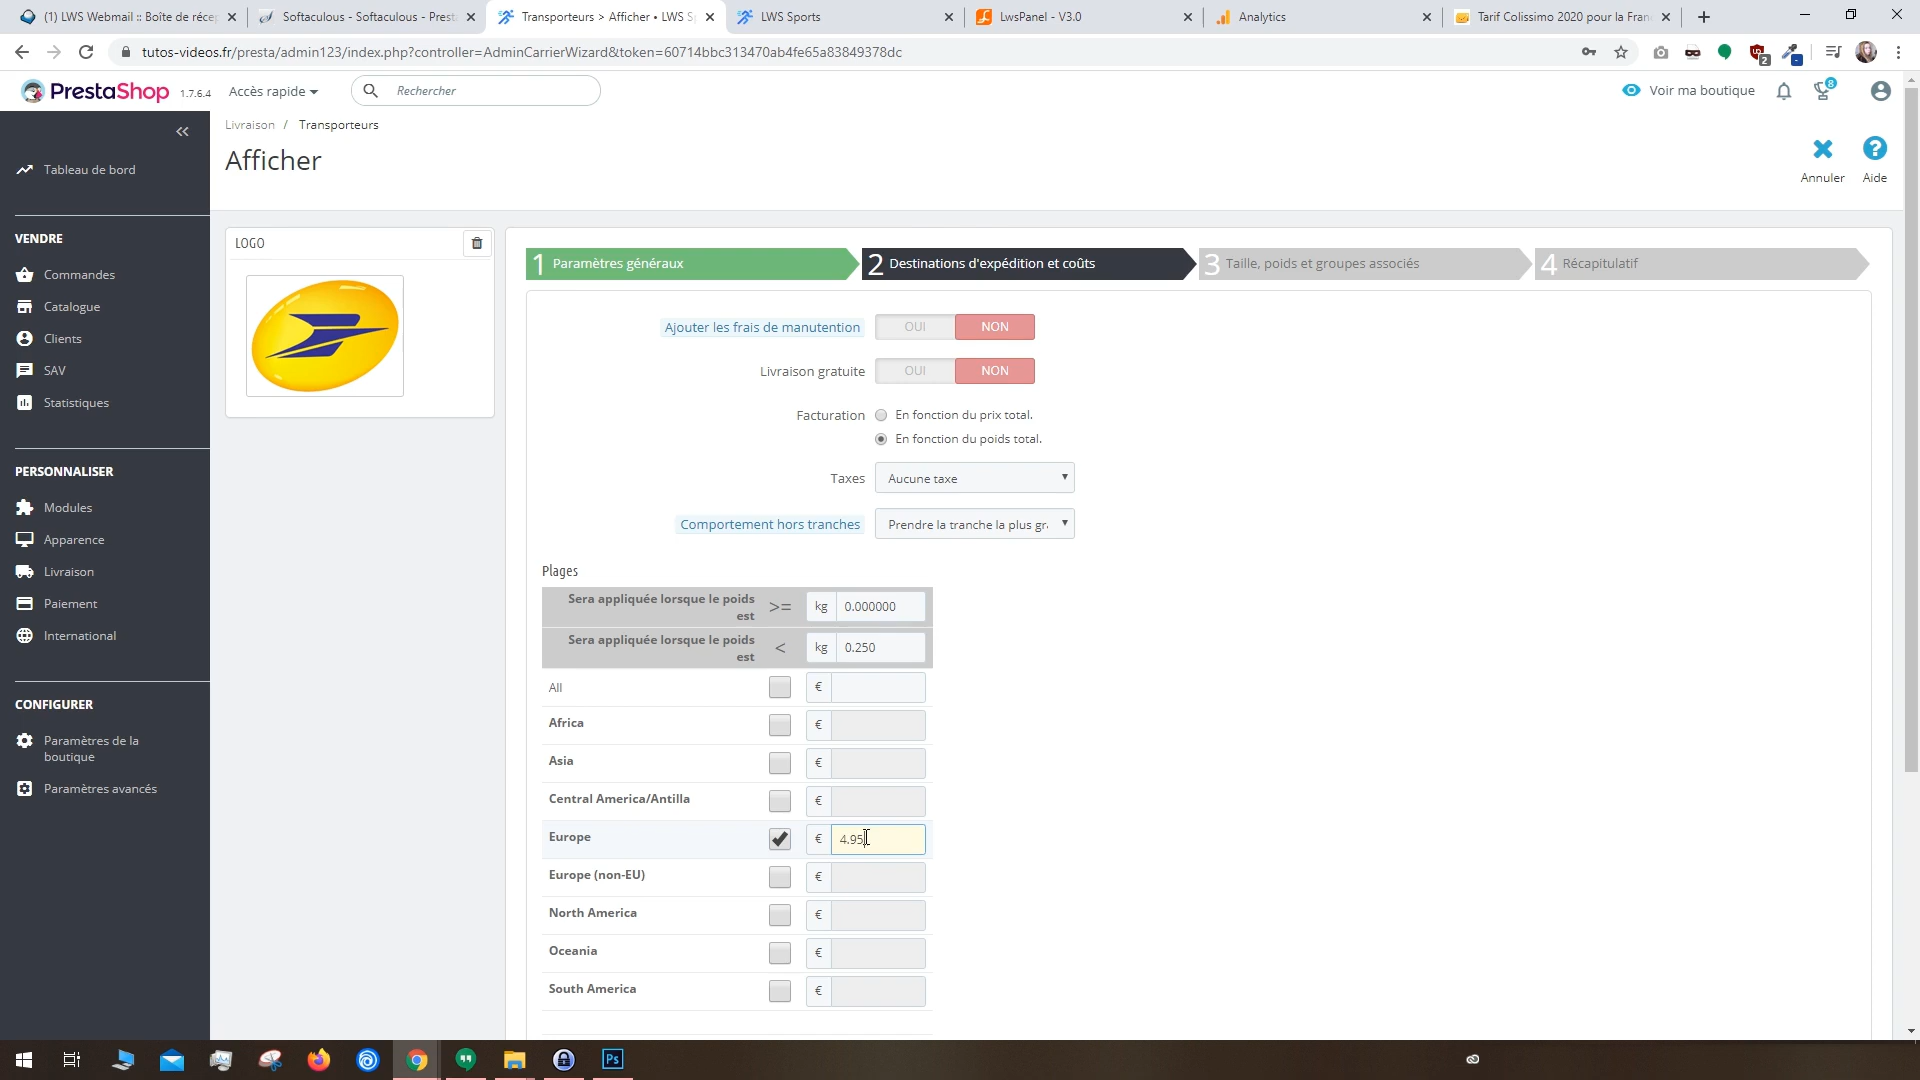 (1) LWS Webmail :: Boîte de récep
Softaculous - Softaculous - Prest
Transporteurs > Afficher • LWS S
LWS Sports
LwsPanel - V3.0
Analytics
Tarif Colissimo 2020 pour la Fran
tutos-videos.fr/presta/admin123/index.php?controller=AdminCarrierWizard&token=60714bbc313470ab4fe65a83849378dc
2
PrestaShop 1.7.6.4
Accès rapide
Rechercher
Voir ma boutique
8
Livraison / Transporteurs
Afficher
Annuler
Aide
Tableau de bord
VENDRE
Commandes
Catalogue
Clients
SAV
Statistiques
PERSONNALISER
Modules
Apparence
Livraison
Paiement
International
CONFIGURER
Paramètres de la
boutique
Paramètres avancés
LOGO
1 Paramètres généraux
2 Destinations d'expédition et coûts
3 Taille, poids et groupes associés
4 Récapitulatif
Ajouter les frais de manutention OUI NON
Livraison gratuite OUI NON
Facturation En fonction du prix total.
En fonction du poids total.
Taxes Aucune taxe
Comportement hors tranches Prendre la tranche la plus gra
Plages
Sera appliquée lorsque le poids
est >= kg 0.000000
Sera appliquée lorsque le poids
est < kg 0.250
All €
Africa €
Asia €
Central America/Antilla €
Europe € 4.95
Europe (non-EU) €
North America €
Oceania €
South America €
Ps